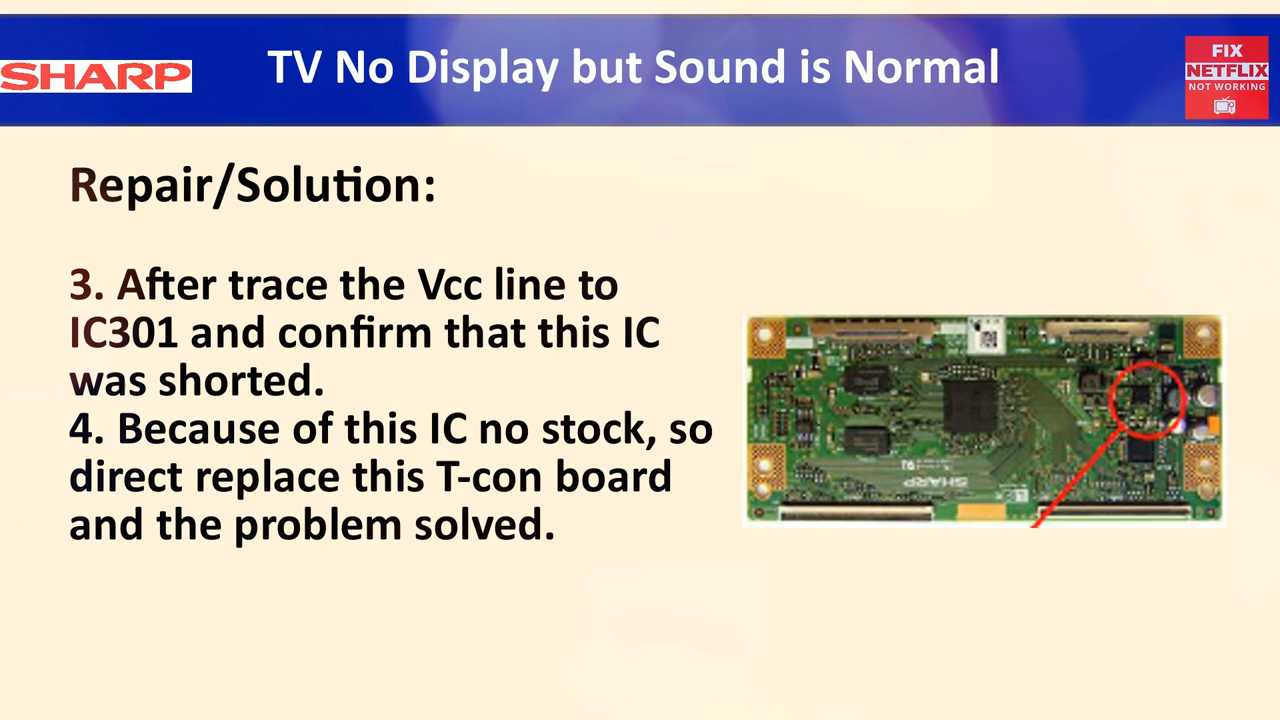 SHARP
TV No Display but Sound is Normal
FIX
NETFLIX
NOT WORKING
Repair/Solution:
3. After trace the Vcc line to
IC301 and confirm that this IC
was shorted.
4. Because of this IC no stock, so
direct replace this T-con board
and the problem solved.
SHARP